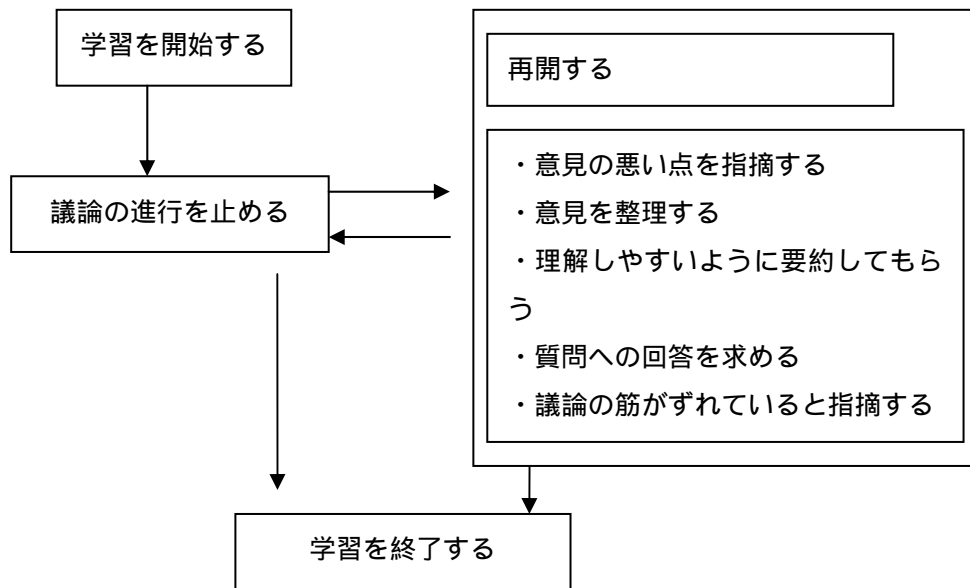 学習を開始する
再開する
・意見の悪い点を指摘する
議論の進行を止める
・意見を整理する
・理解しやすいように要約してもら
う
・質問への回答を求める
・議論の筋がずれていると指摘する
学習を終了する